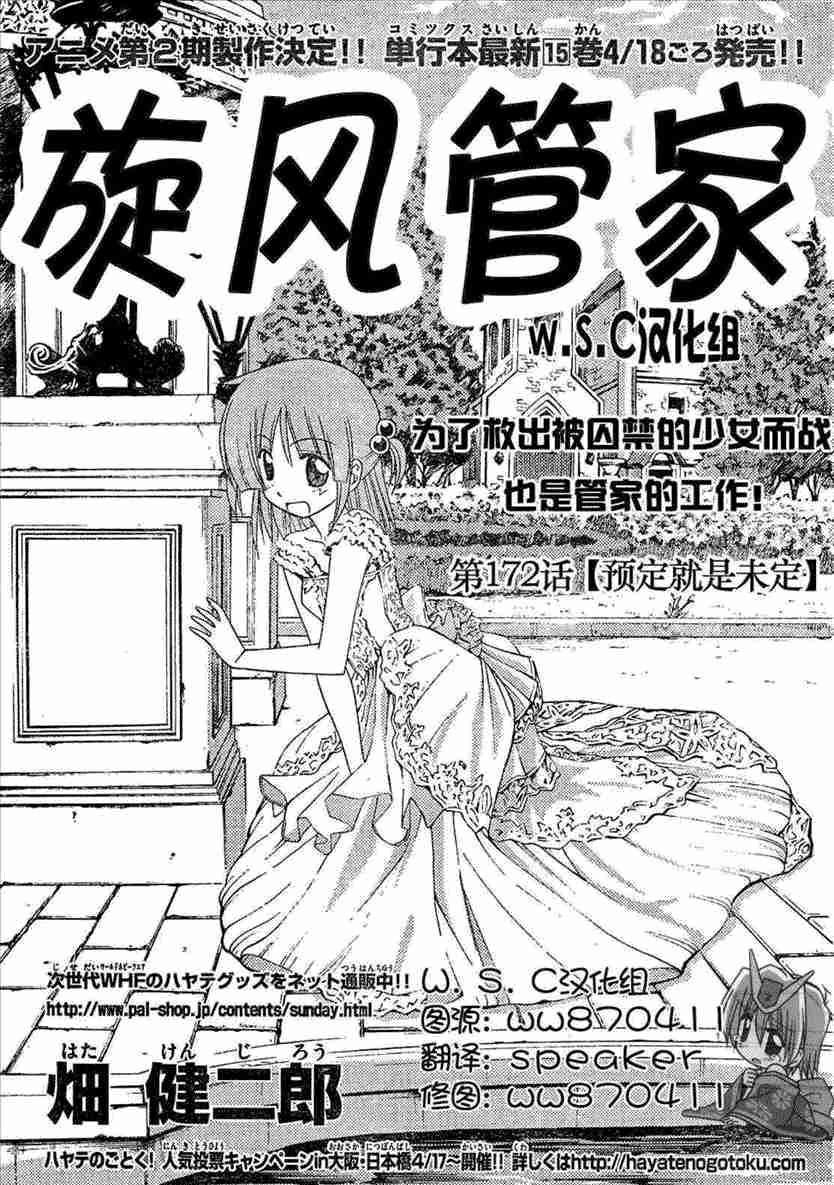 アニメ第2期製作決定!! 単行本最新15巻4/18ごろ発売!!
旋风管家
W.S.C汉化组
为了救出被囚禁的少女而战
也是管家的工作!
第172话【预定就是未定】
次世代WHFのハヤテグッズをネット通販中!!
http://www.pal-shop.jp/contents/sunday.html
はた けん じ ろう
畑 健二郎
W. S. C汉化组
图源: ww870411
翻译: speaker
修图: ww870411
ハヤテのごとく! 人気投票キャンペーンin大阪・日本橋4/17~開催!! 詳しくはhttp://hayatenogotoku.com